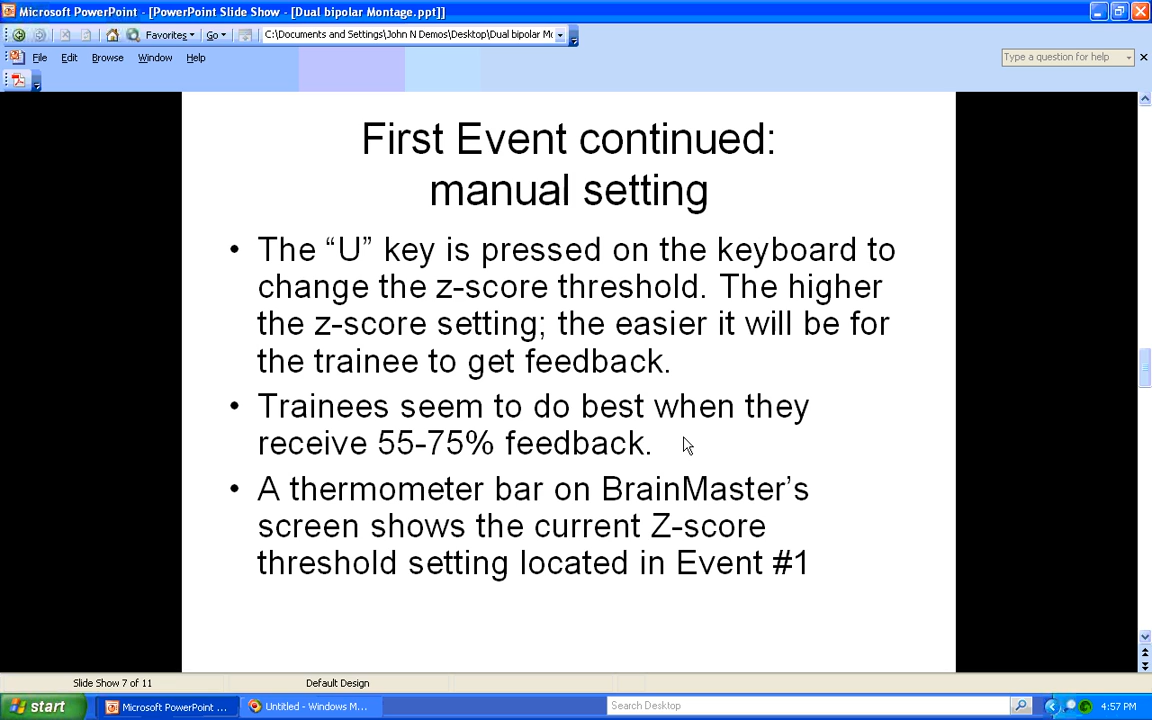 Microsoft PowerPoint - [PowerPoint Slide Show - [Dual bipolar Montage.ppt]]
Favorites
Go
C:\Documents and Settings\John N Demos\Desktop\Dual bipolar Mo
File Edit Browse Window Help
Type a question for help
First Event continued:
manual setting
• The “U” key is pressed on the keyboard to
change the z-score threshold. The higher
the z-score setting; the easier it will be for
the trainee to get feedback.
• Trainees seem to do best when they
receive 55-75% feedback.
• A thermometer bar on BrainMaster’s
screen shows the current Z-score
threshold setting located in Event #1
Slide Show 7 of 11
Default Design
start
Microsoft PowerPoint ...
Untitled - Windows M...
Search Desktop
4:57 PM